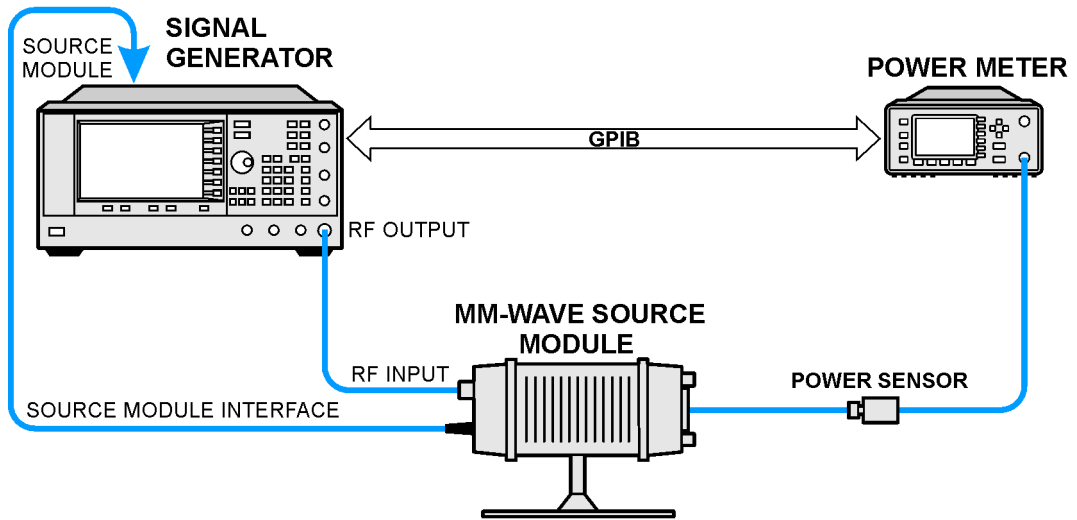 SIGNAL
GENERATOR
SOURCE
MODULE
POWER METER
GPIB
RF OUTPUT
MM-WAVE SOURCE
MODULE
RF INPUT
POWER SENSOR
SOURCE MODULE INTERFACE